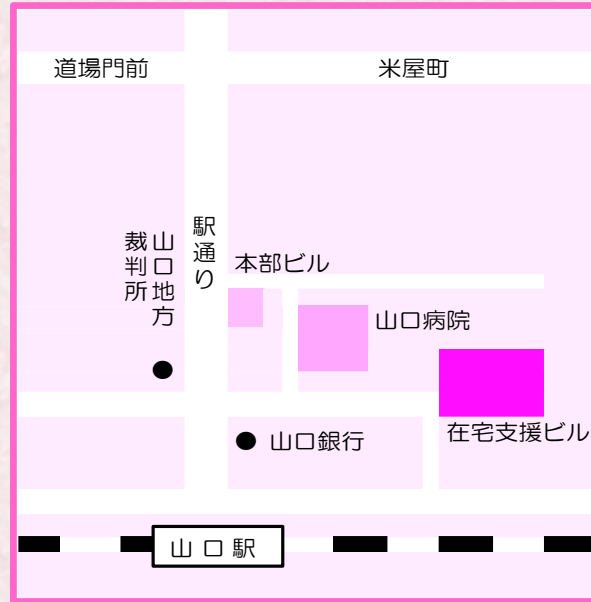 道場門前
米屋町
駅通り
山口地方
裁判所
本部ビル
山口病院
在宅支援ビル
山口銀行
山口駅